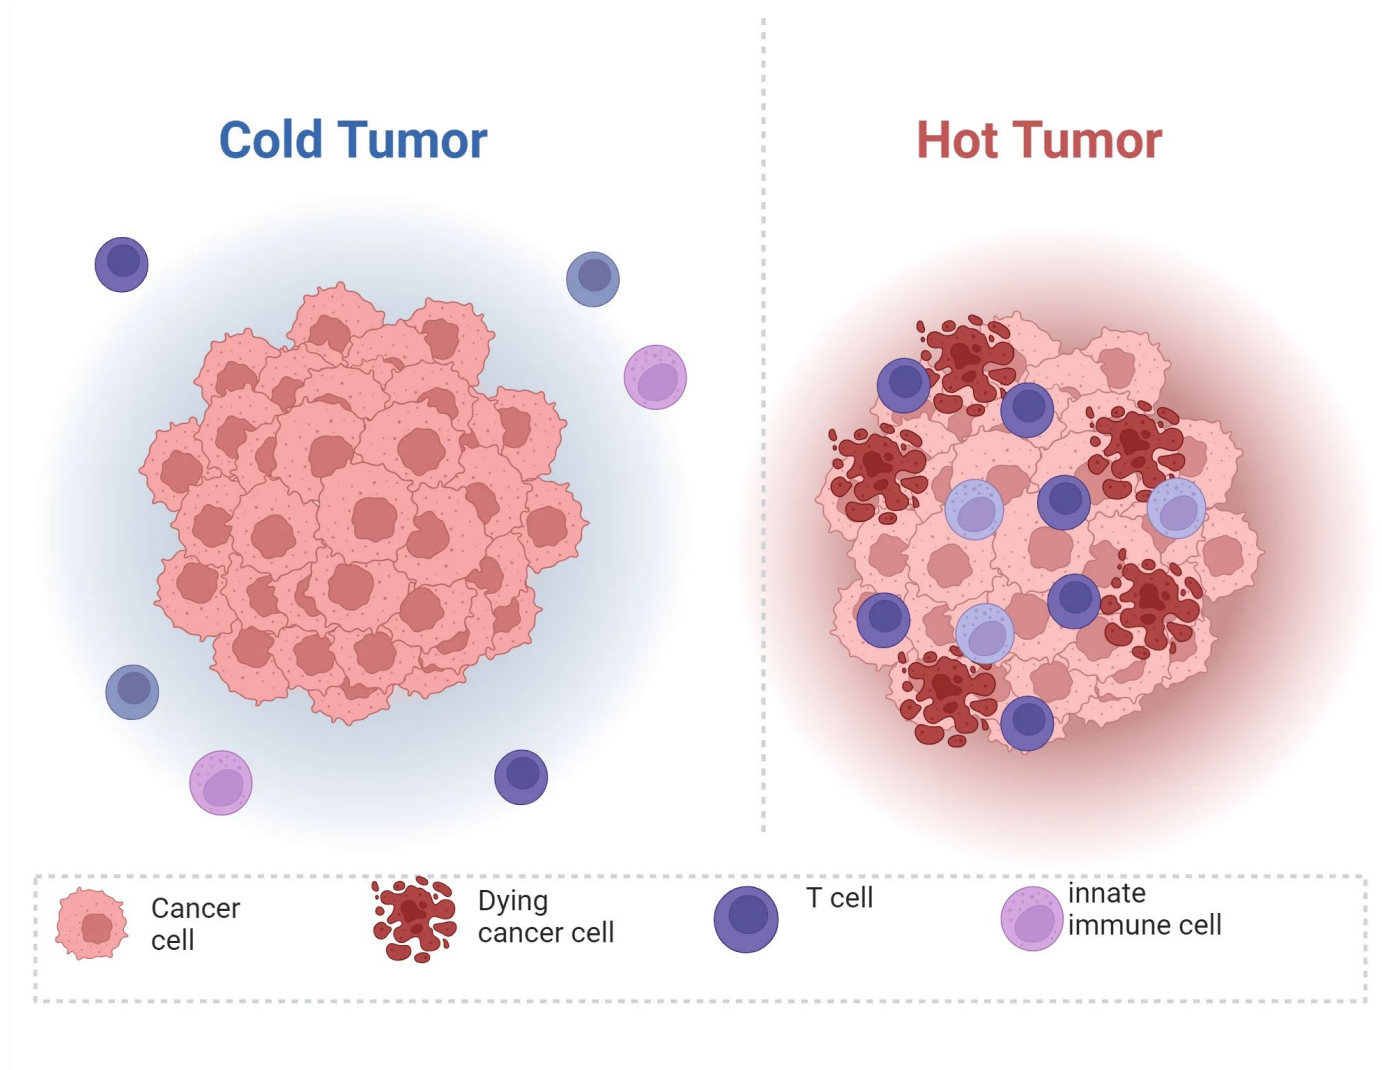 Cold Tumor
Hot Tumor
Cancer
cell
Dying
cancer cell
T cell
innate
immune cell